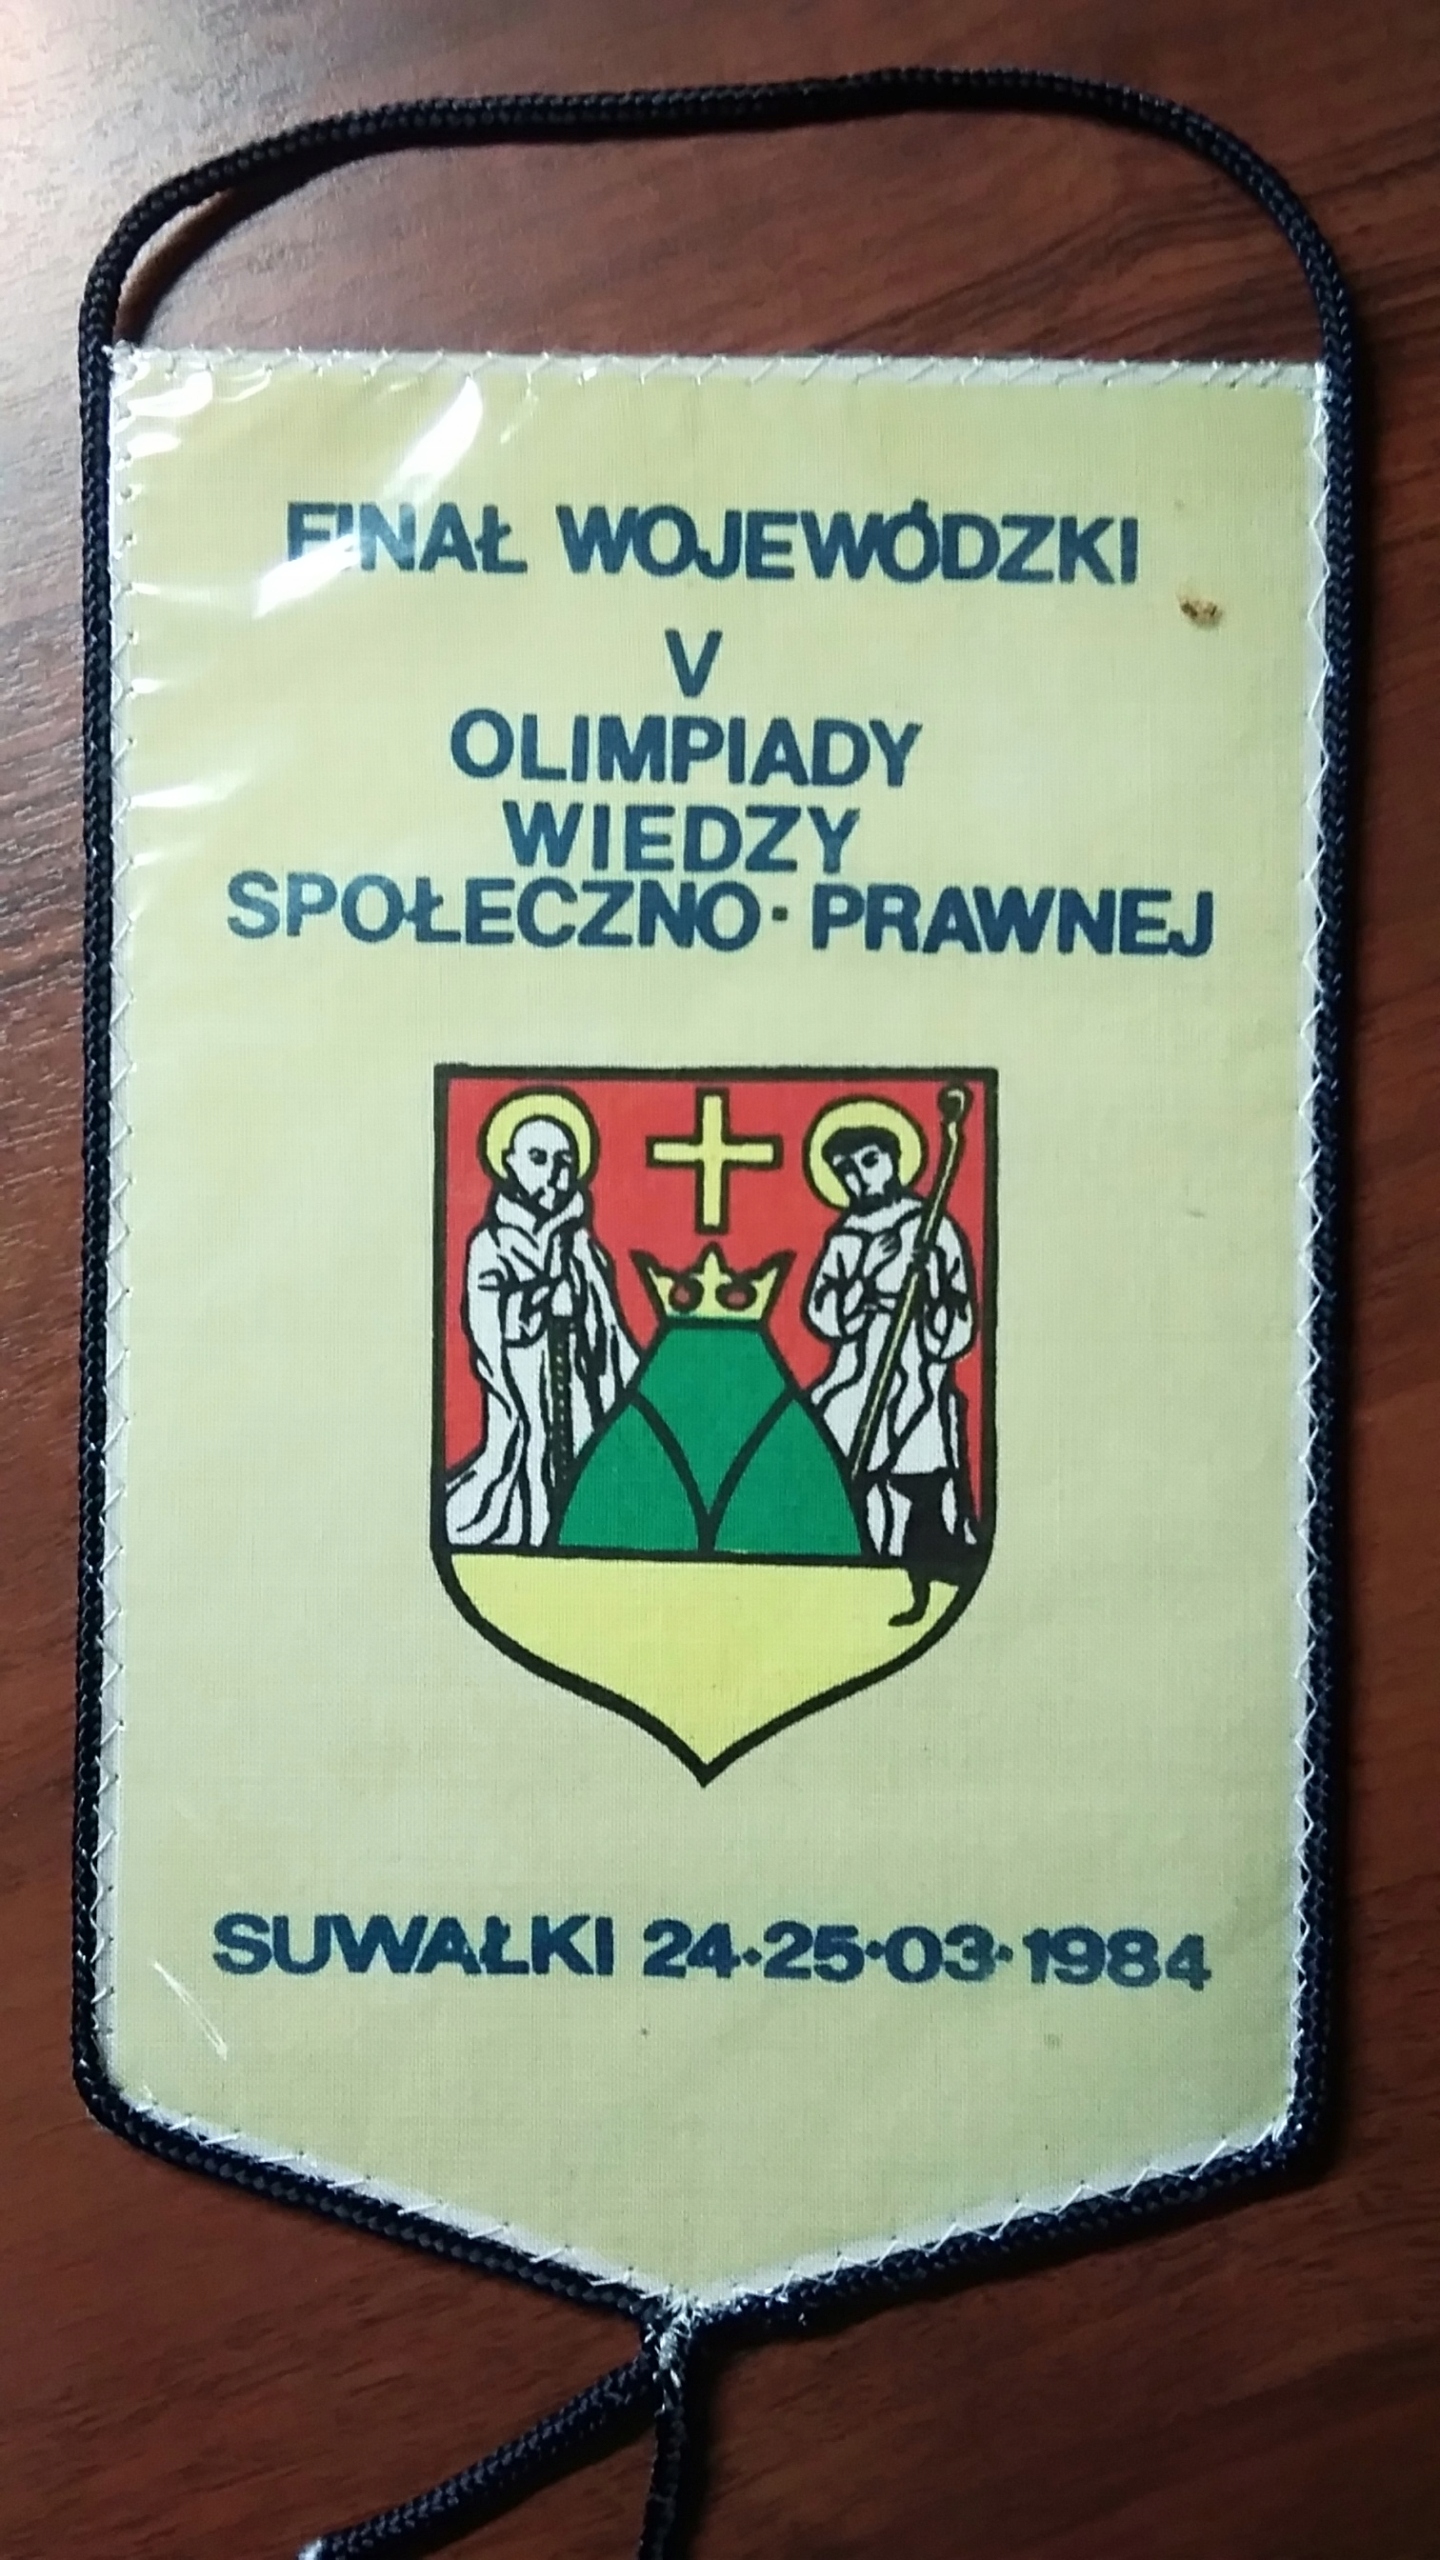 FINAŁ WOJEWÓDZKI
V
OLIMPIADY
WIEDZY
SPOŁECZNO-PRAWNEJ
SUWAŁKI 24-25-03-1984